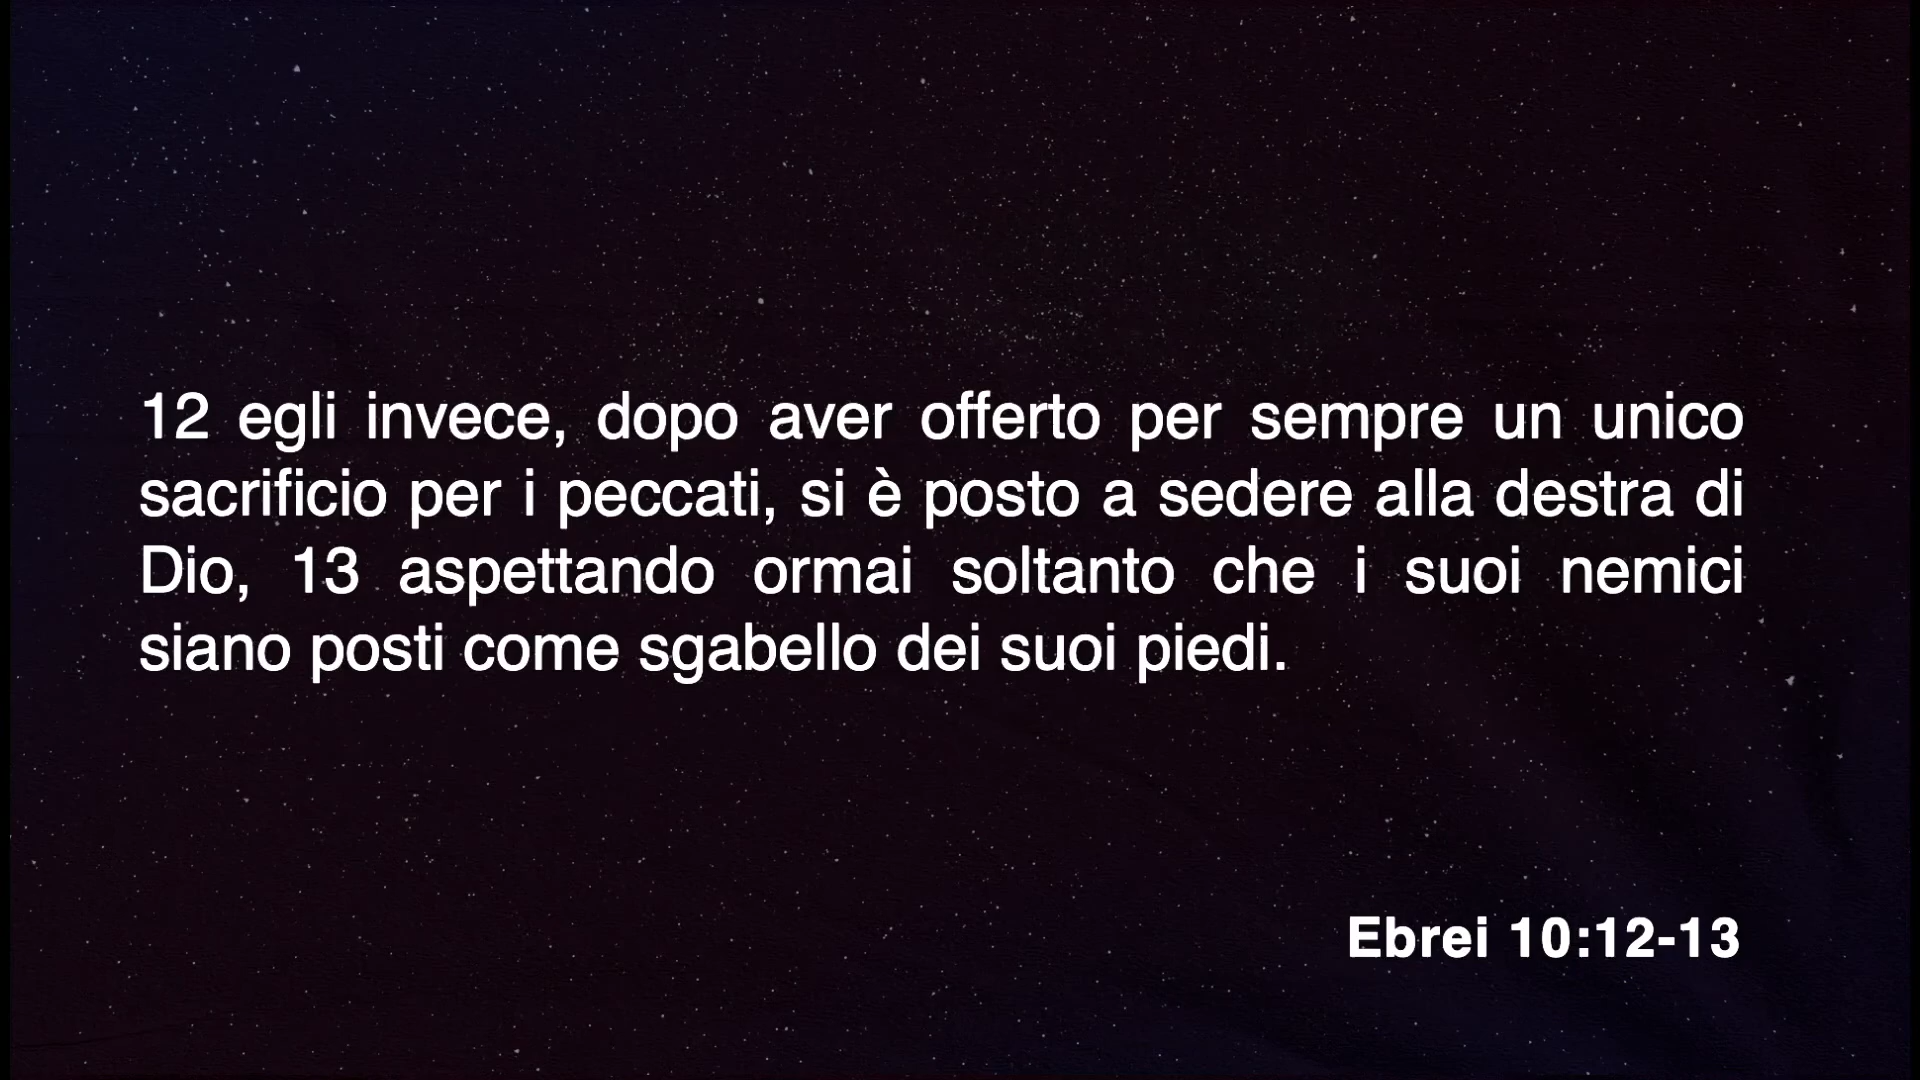 12 egli invece, dopo aver offerto per sempre un unico
sacrificio per i peccati, si è posto a sedere alla destra di
Dio, 13 aspettando ormai soltanto che i suoi nemici
siano posti come sgabello dei suoi piedi.
Ebrei 10:12-13